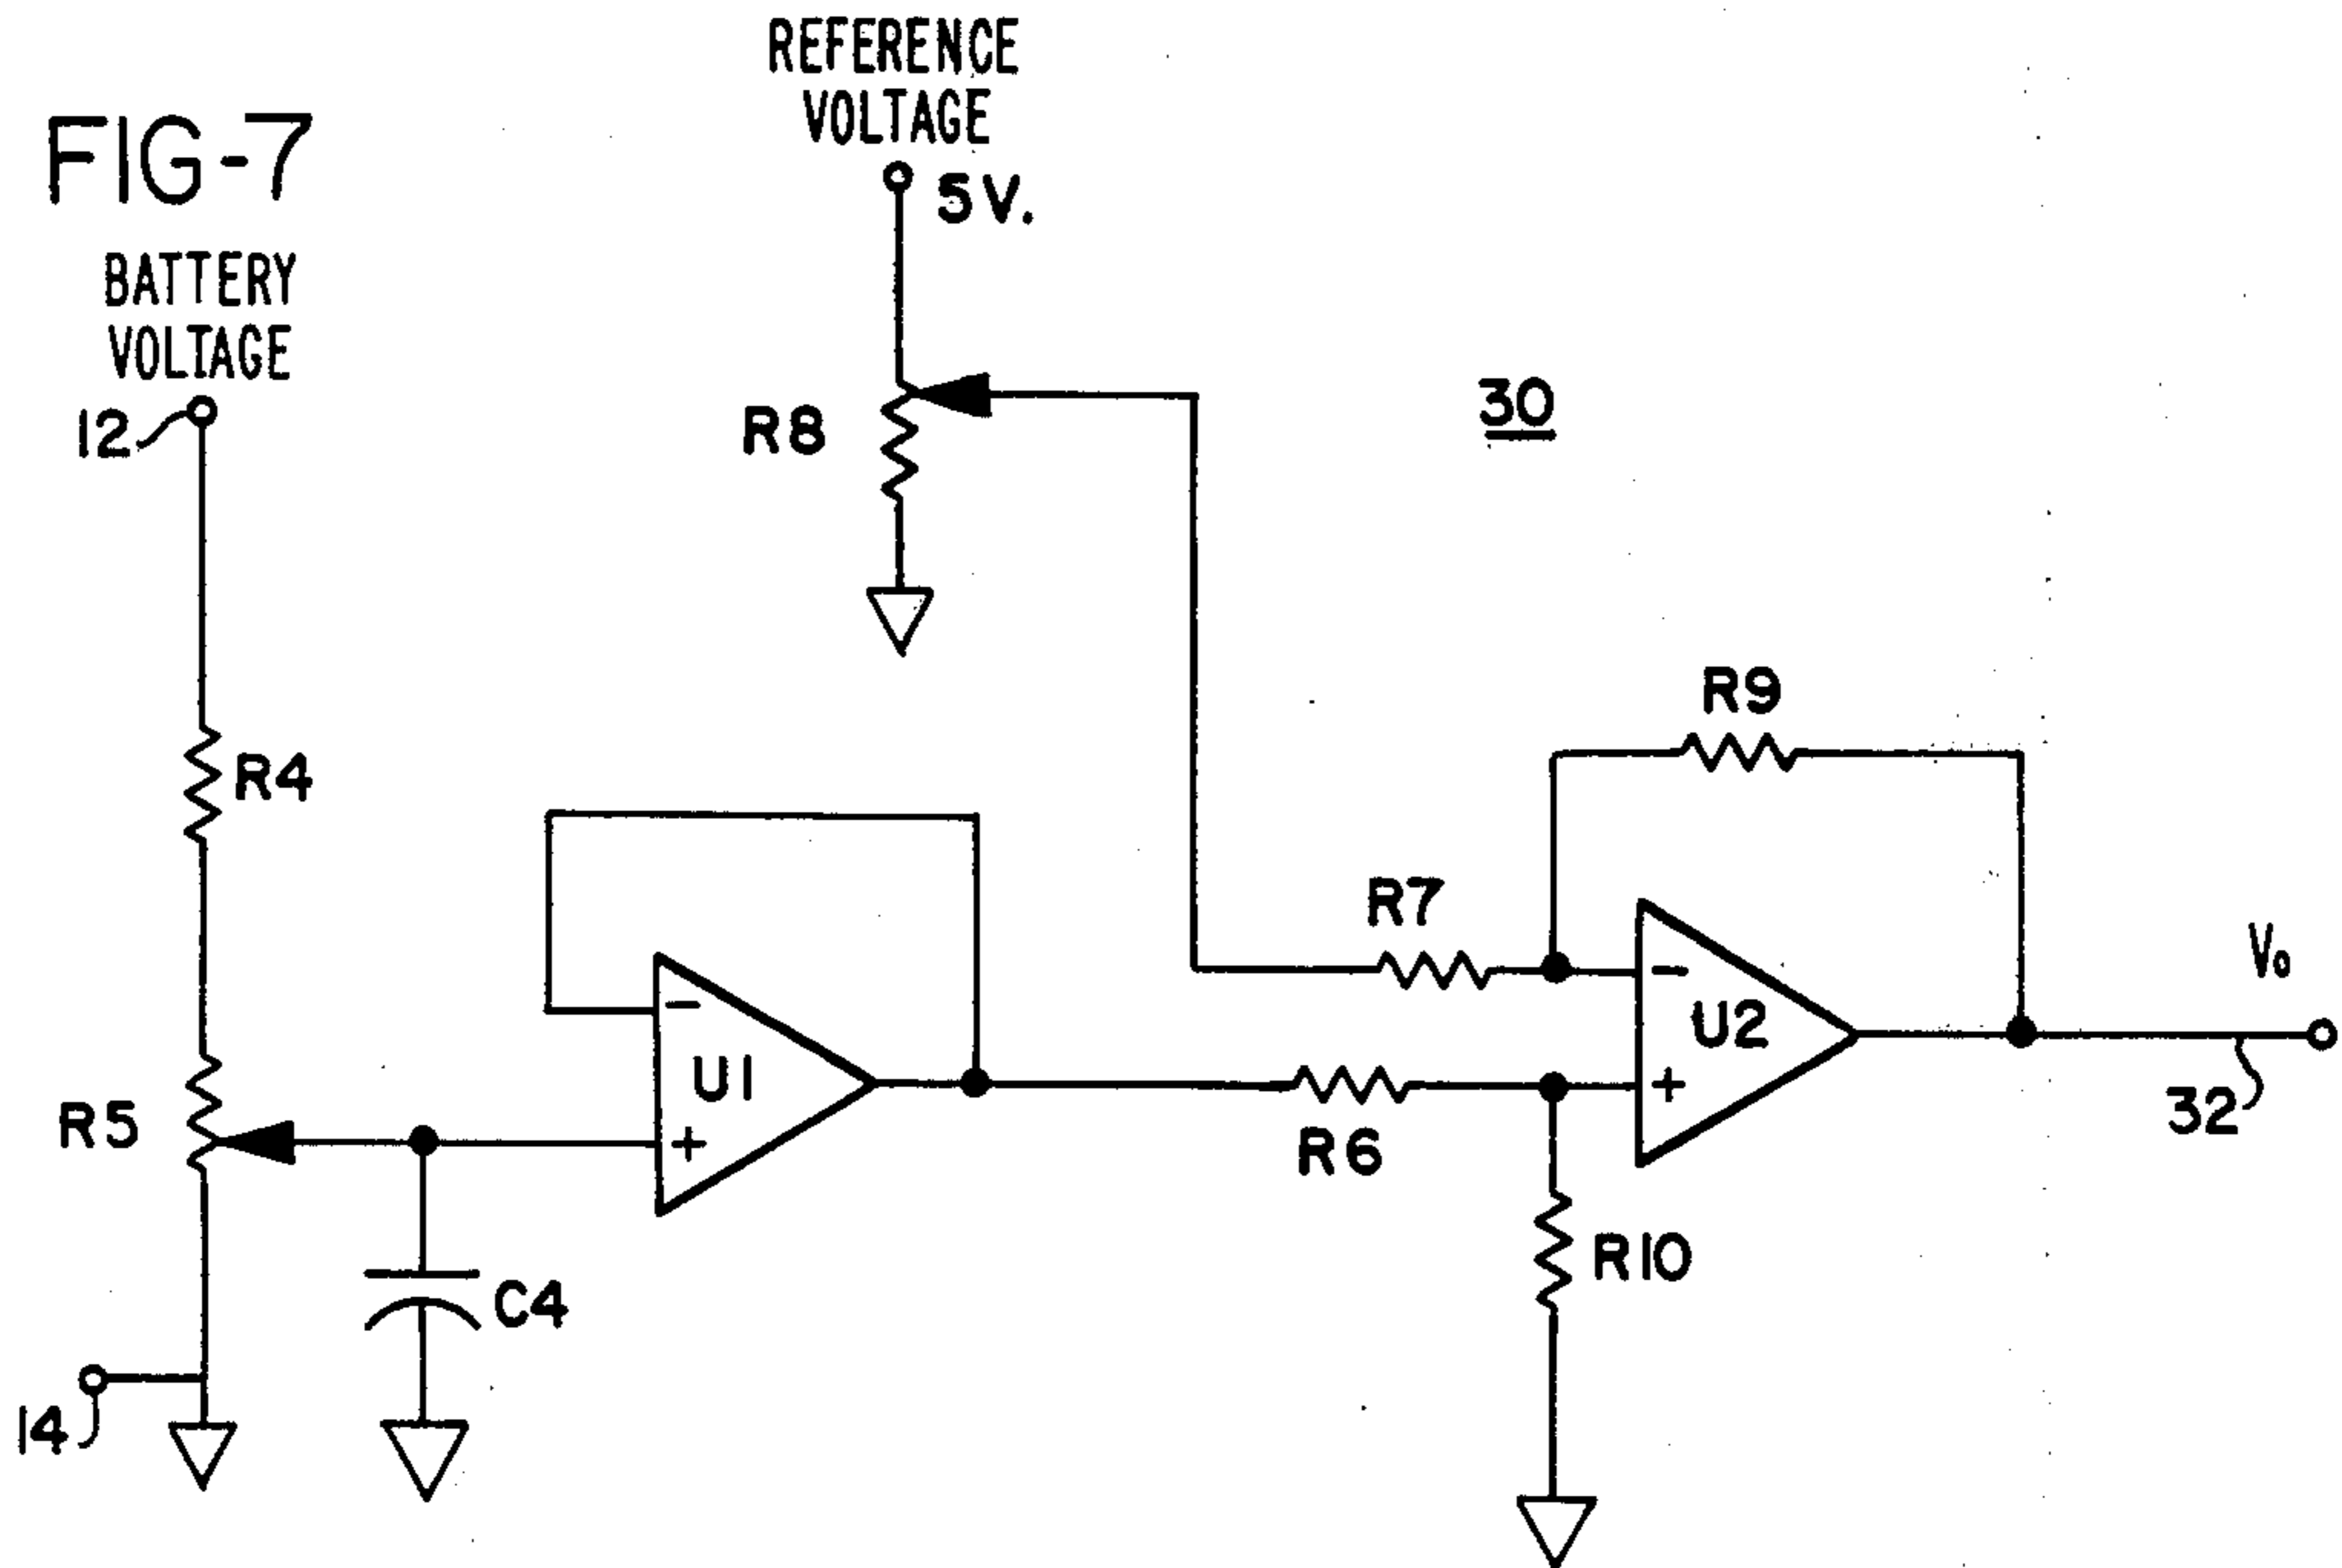 FIG-7
REFERENCE
VOLTAGE
5V.
BATTERY
VOLTAGE
12
R8
30
R4
R9
R7
U1
-
+
U2
-
+
Vo
32
R5
R6
C4
R10
14